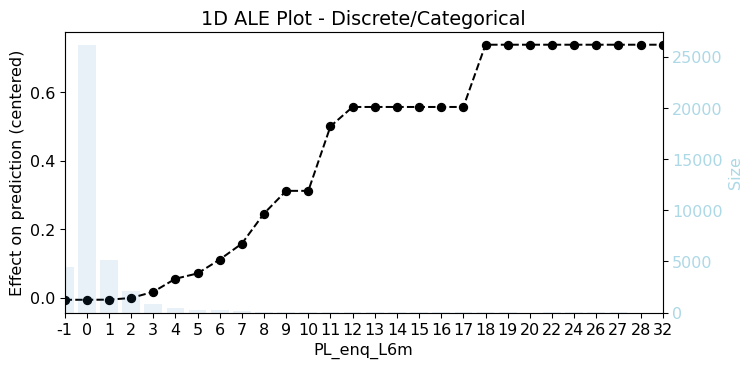 1D ALE Plot - Discrete/Categorical
Effect on prediction (centered)
0.6
0.4
0.2
0.0
25000
20000
15000
10000
5000
0
Size
-1 0 1 2 3 4 5 6 7 8 9 10 11 12 13 14 15 16 17 18 19 20 22 24 26 27 28 32
PL_enq_L6m